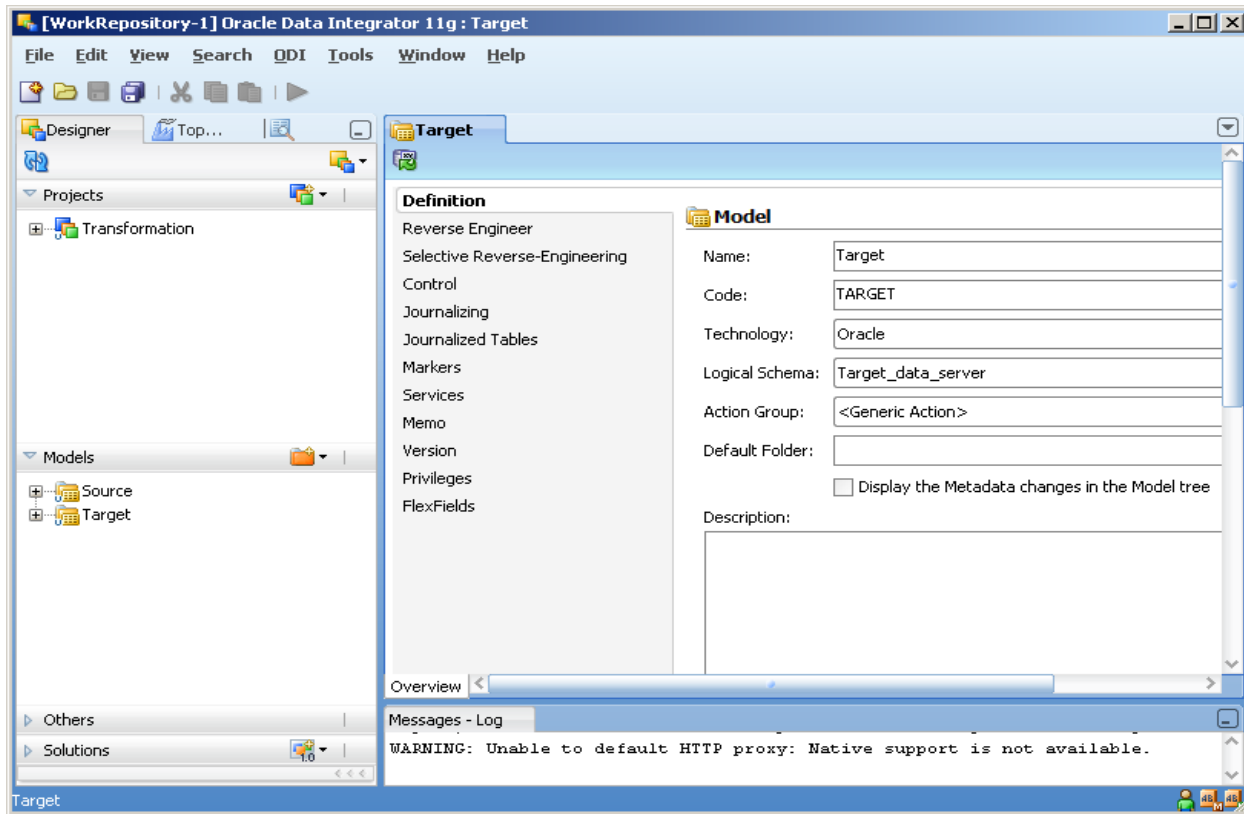 [WorkRepository-1] Oracle Data Integrator 11g : Target
File Edit View Search ODI Tools Window Help
Designer Top... Target
Projects
Transformation
Models
Source
Target
Others
Solutions
1.0
Definition
Reverse Engineer
Selective Reverse-Engineering
Control
Journalizing
Journalized Tables
Markers
Services
Memo
Version
Privileges
FlexFields
Model
Name: Target
Code: TARGET
Technology: Oracle
Logical Schema: Target_data_server
Action Group: <Generic Action>
Default Folder:
Display the Metadata changes in the Model tree
Description:
Overview
Messages - Log
WARNING: Unable to default HTTP proxy: Native support is not available.
Target